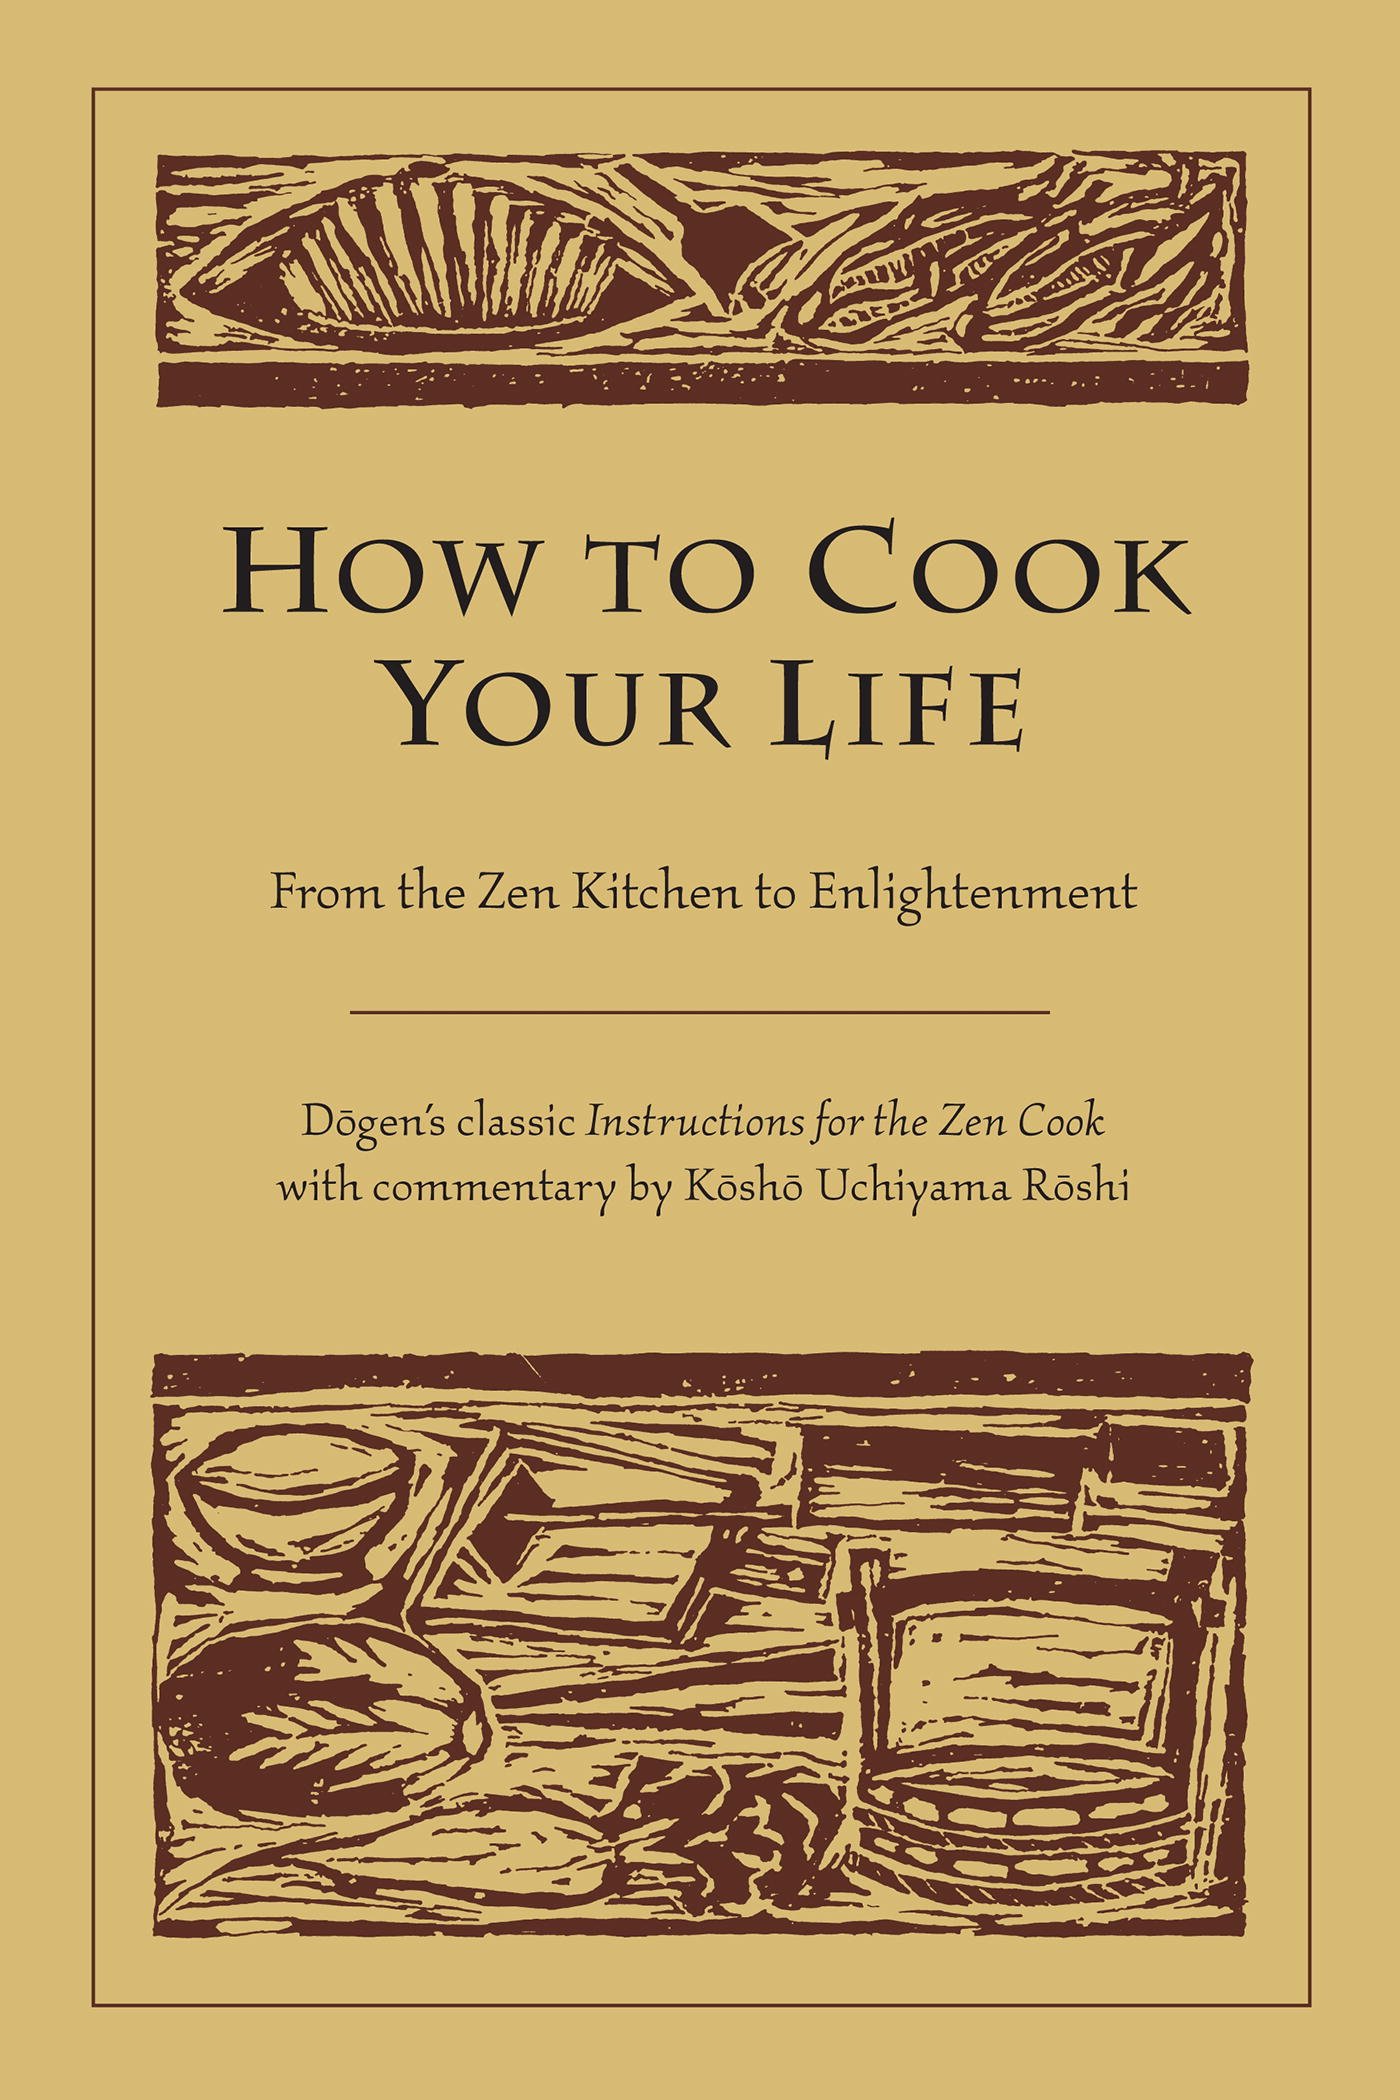 How to Cook
Your Life
From the Zen Kitchen to Enlightenment
Dōgen’s classic Instructions for the Zen Cook
with commentary by Kōshō Uchiyama Rōshi